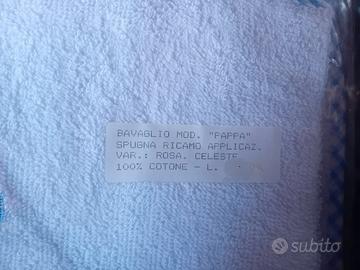 BAVAGLIO MOD. "PAPPA"
SPUGNA RICAMO APPLICAZ.
VAR.: ROSA. CELESTE
100% COTONE - L.
subito